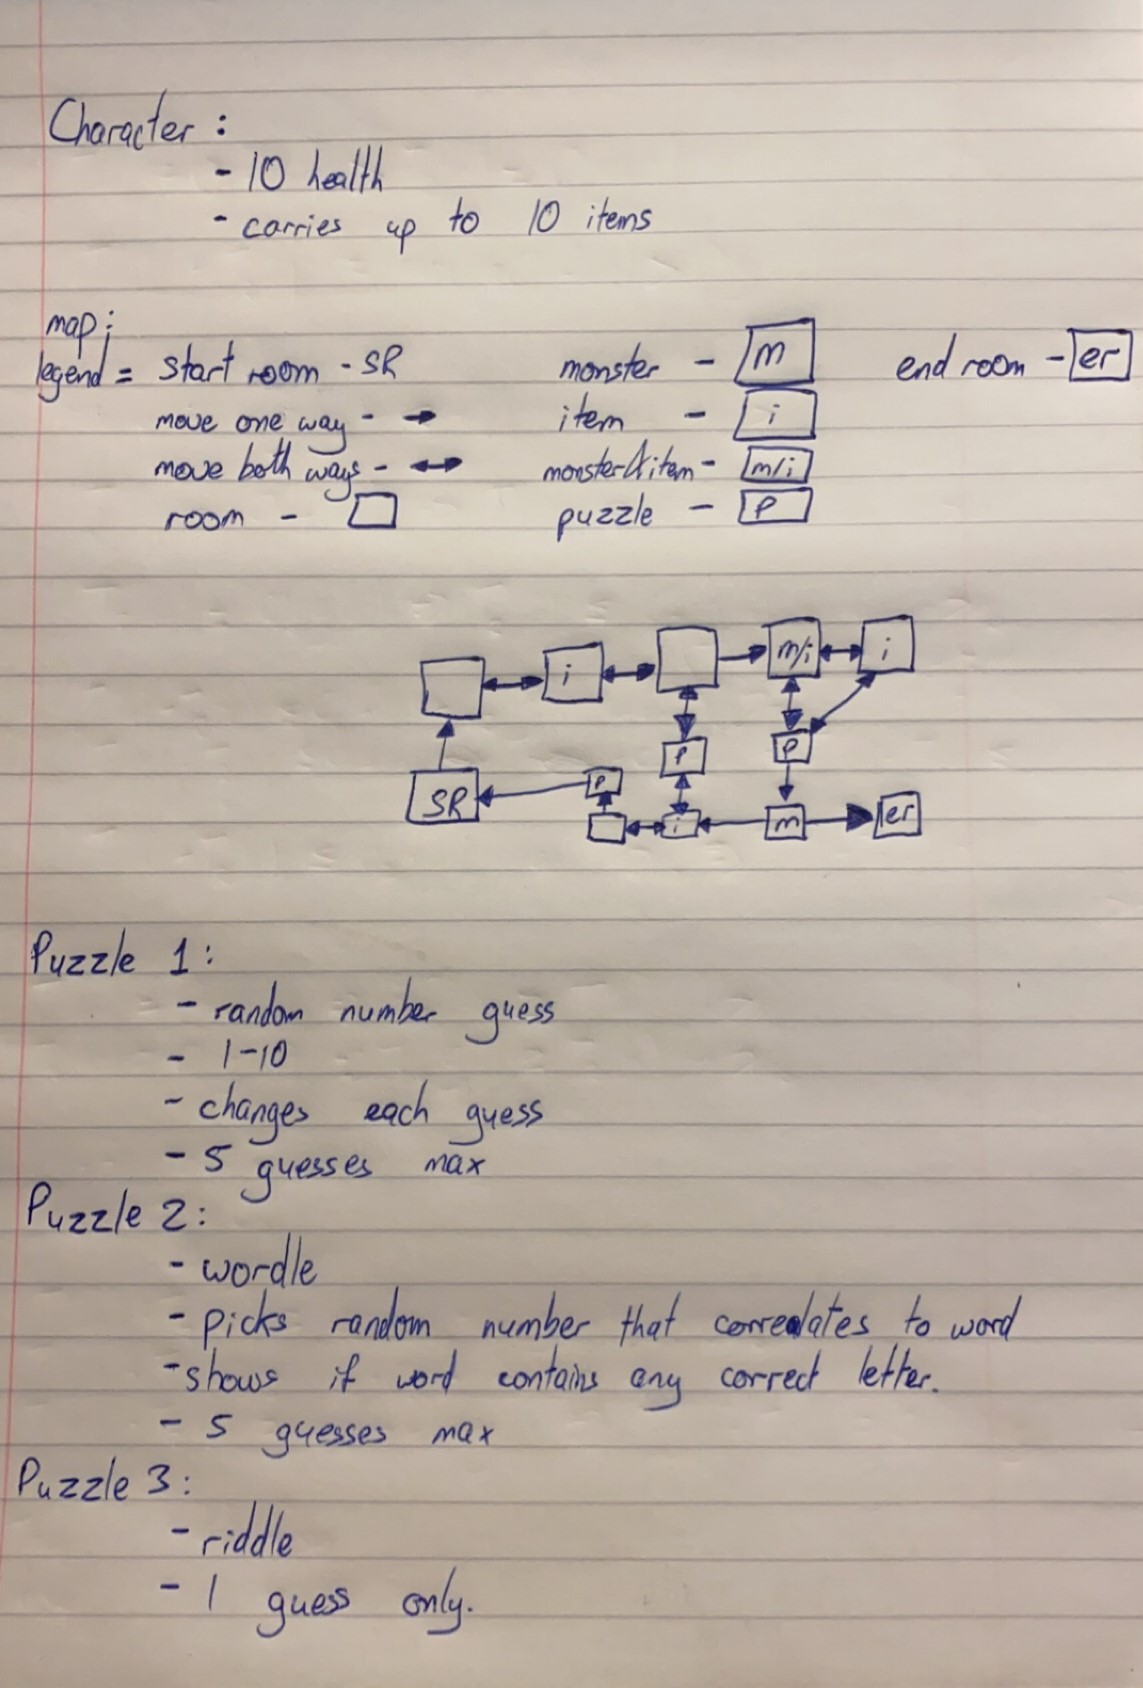 Character :
- 10 health
- carries up to 10 items
map :
legend = start room - SR monster - m end room - er
move one way - → item - i
move both ways - ↔ monster & item - m/i
room - puzzle - P
i m/i i
P P
SR P
i m er
Puzzle 1 :
- random number guess
- 1-10
- changes each guess
- 5 guesses max
Puzzle 2 :
- wordle
- picks random number that correalates to word
- shows if word contains any correct letter.
- 5 guesses max
Puzzle 3 :
- riddle
- 1 guess only.